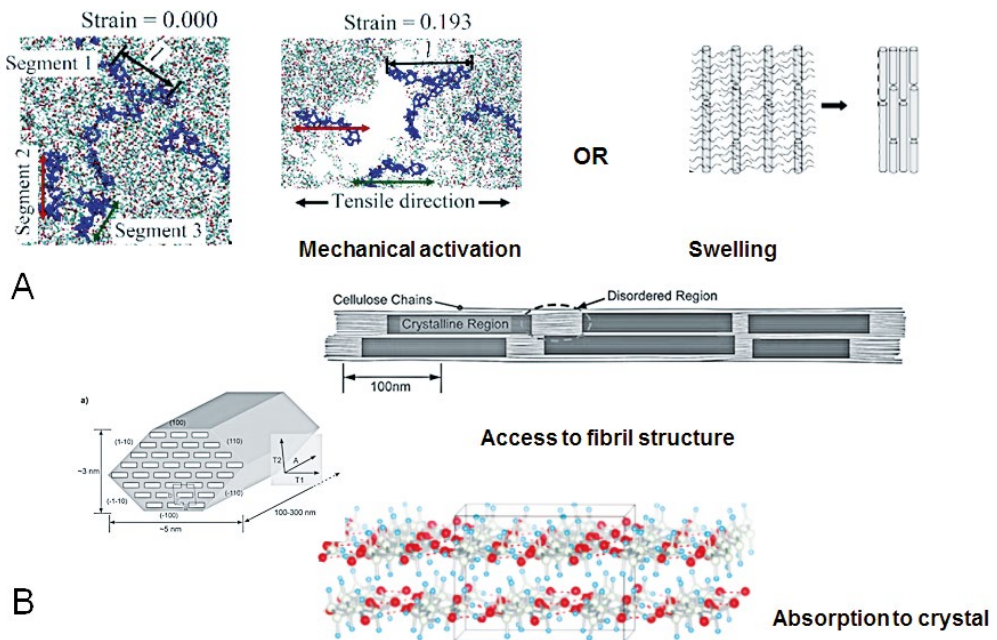 Strain = 0.000
Segment 1
l
Segment 2
Segment 3
Strain = 0.193
l
Tensile direction
OR
Mechanical activation
Swelling
A
Cellulose Chains
Disordered Region
Crystalline Region
100nm
a)
(100)
(1-10)
(110)
~3 nm
T2
A
T1
(-1-10)
(-110)
(-100)
~5 nm
100-300 nm
Access to fibril structure
B
Absorption to crystal